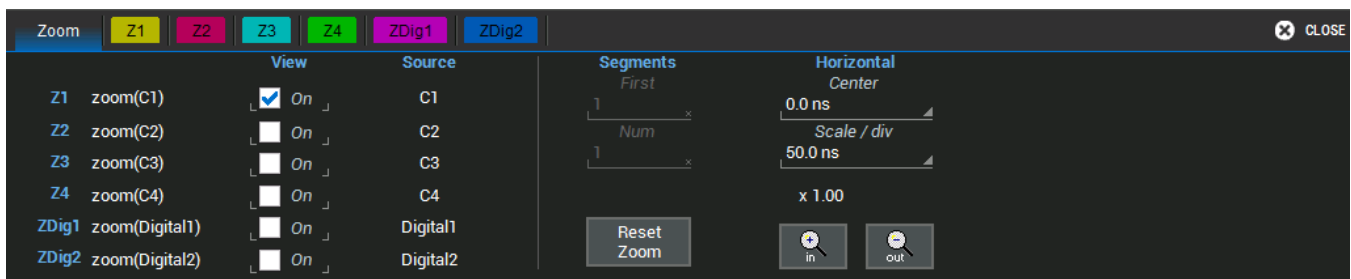 Zoom Z1 Z2 Z3 Z4 ZDig1 ZDig2 CLOSE
View Source Segments Horizontal
First Center
Z1 zoom(C1) On C1 1 0.0 ns
Z2 zoom(C2) On C2 Num Scale / div
Z3 zoom(C3) On C3 1 50.0 ns
Z4 zoom(C4) On C4 x 1.00
ZDig1 zoom(Digital1) On Digital1 Reset
ZDig2 zoom(Digital2) On Digital2 Zoom in out